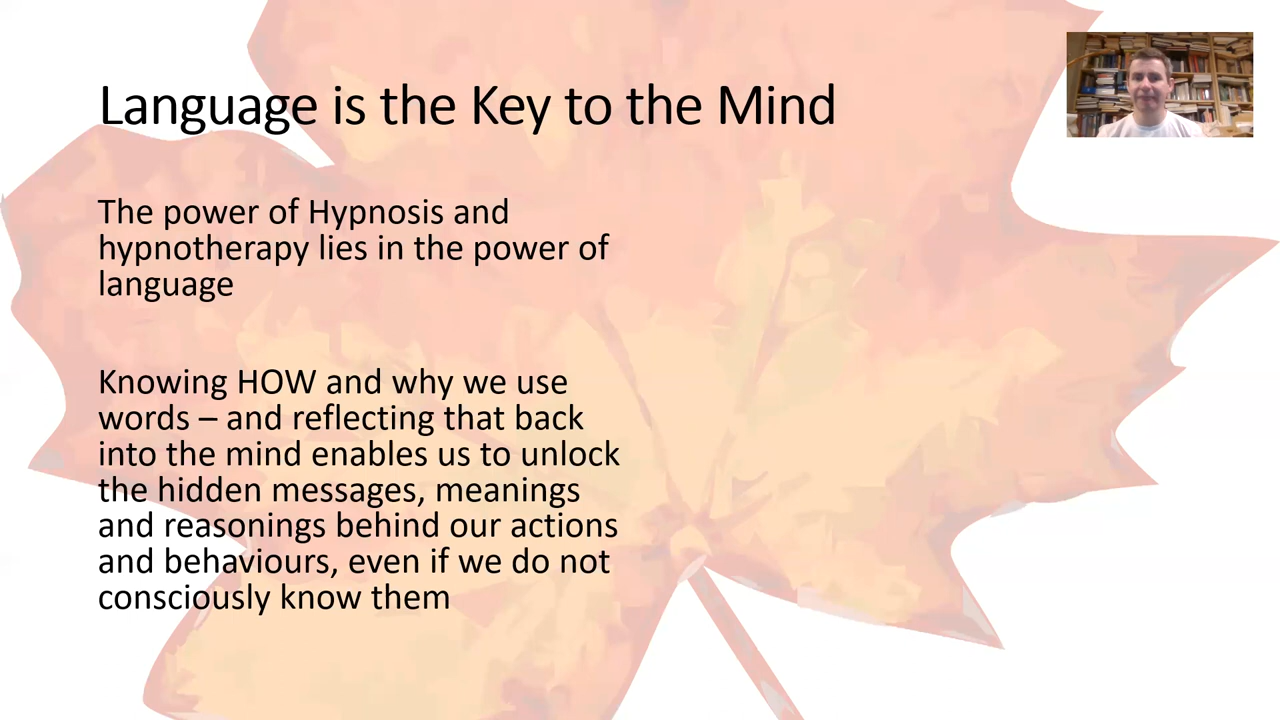 Language is the Key to the Mind
The power of Hypnosis and
hypnotherapy lies in the power of
language
Knowing HOW and why we use
words – and reflecting that back
into the mind enables us to unlock
the hidden messages, meanings
and reasonings behind our actions
and behaviours, even if we do not
consciously know them